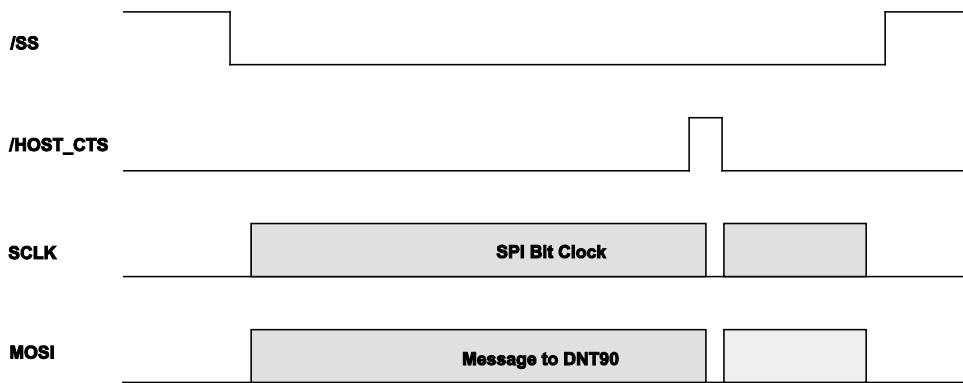 /SS
/HOST_CTS
SCLK
SPI Bit Clock
MOSI
Message to DNT90